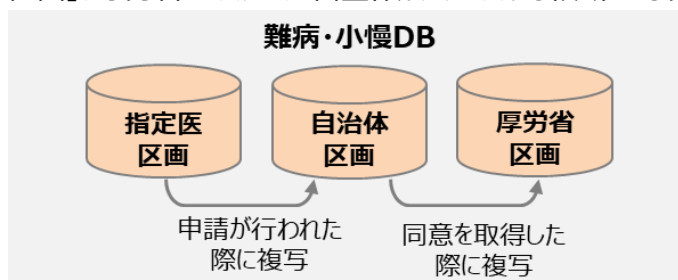 難病・小慢DB
指定医
区画
自治体
区画
厚労省
区画
申請が行われた
際に複写
同意を取得した
際に複写